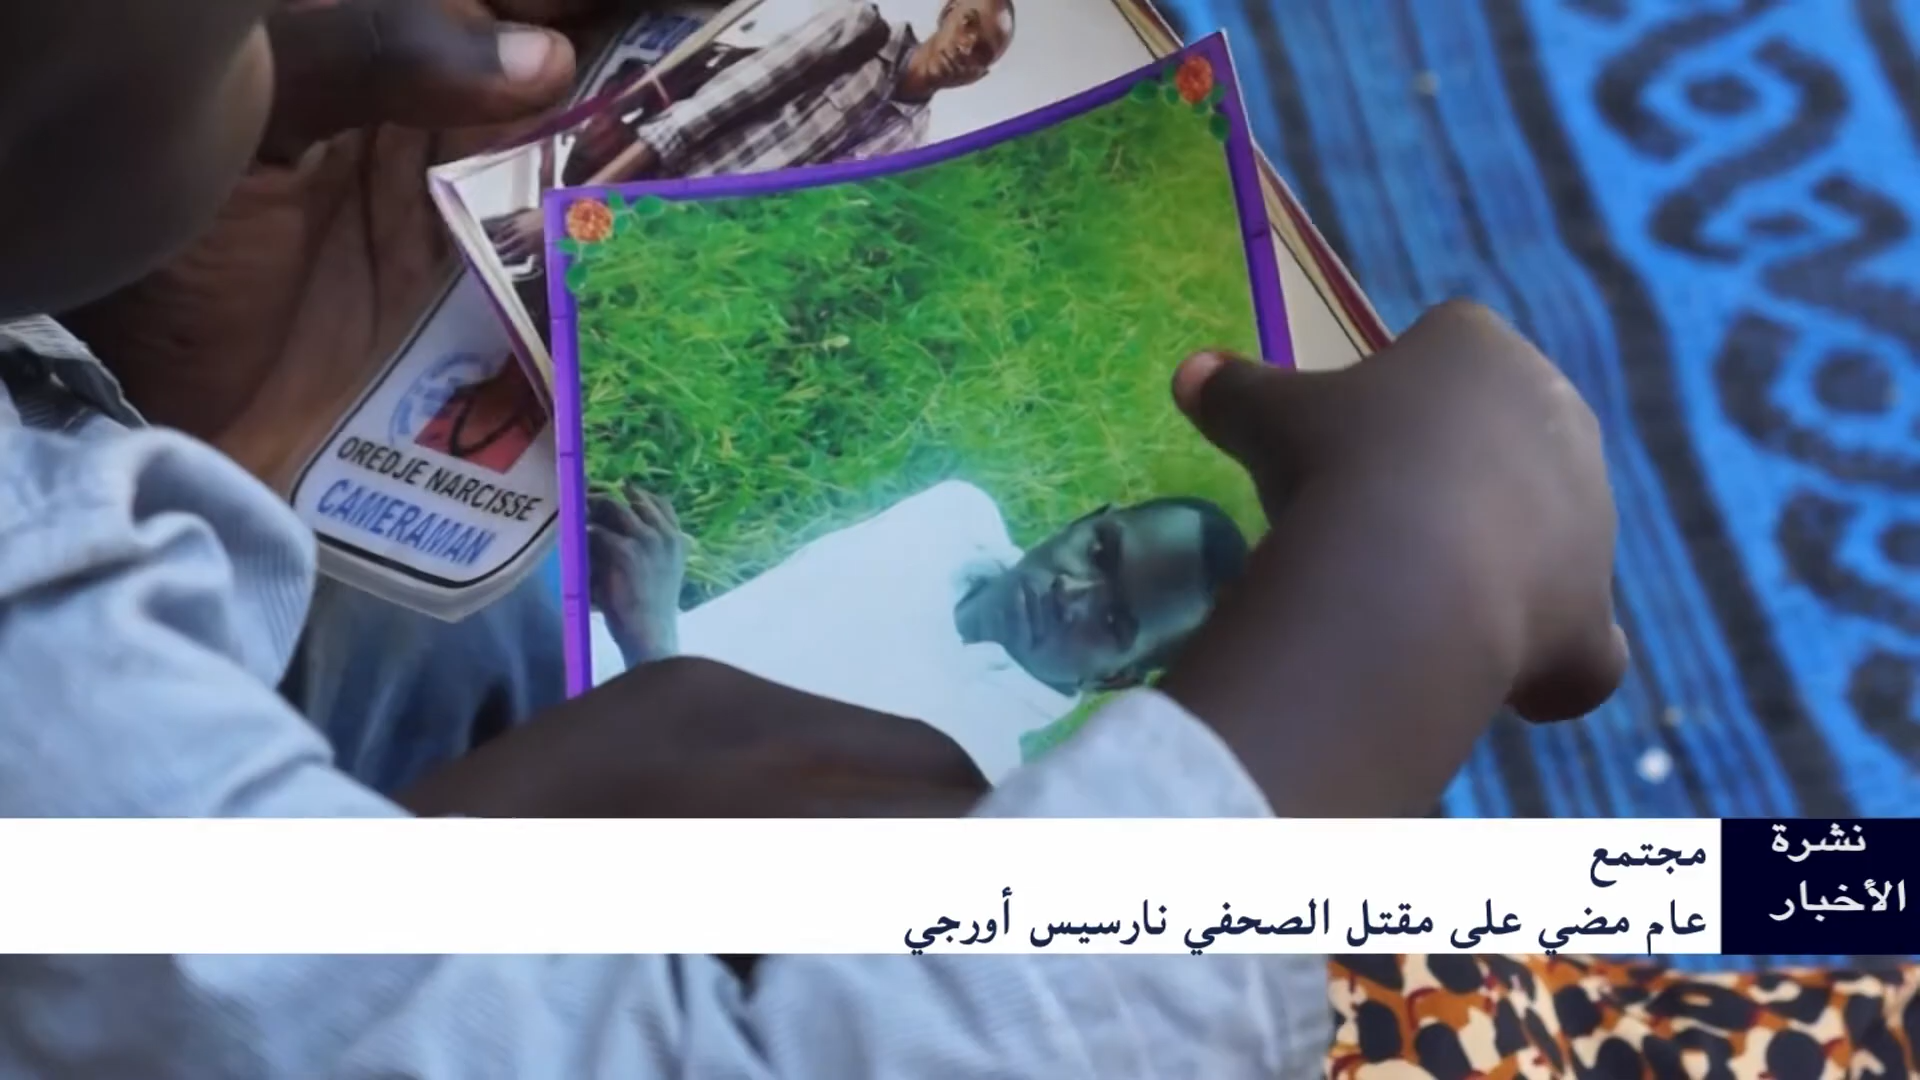 OREDJE NARCISSE
CAMERAMAN
نشرة
الأخبار
مجتمع
عام مضي على مقتل الصحفي نارسيس أورجي